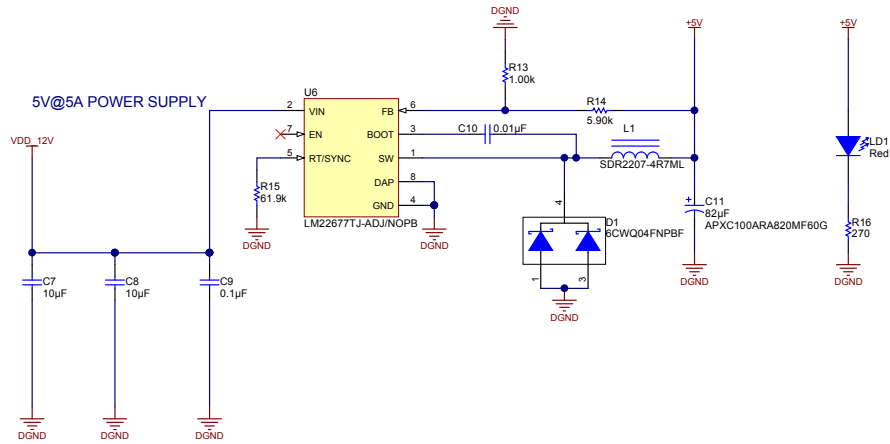 DGND
+5V
+5V
R13
1.00k
U6
5V@5A POWER SUPPLY
2
VIN
FB
6
R14
5.90k
VDD_12V
7
EN
BOOT
3
C10
0.01µF
L1
5
RT/SYNC
SW
1
SDR2207-4R7ML
LD1
Red
R15
61.9k
DAP
8
GND
4
LM22677TJ-ADJ/NOPB
DGND
DGND
4
D1
6CWQ04FNPBF
1
3
DGND
+
C11
82µF
APXC100ARA820MF60G
DGND
R16
270
DGND
C7
10µF
C8
10µF
C9
0.1µF
DGND
DGND
DGND